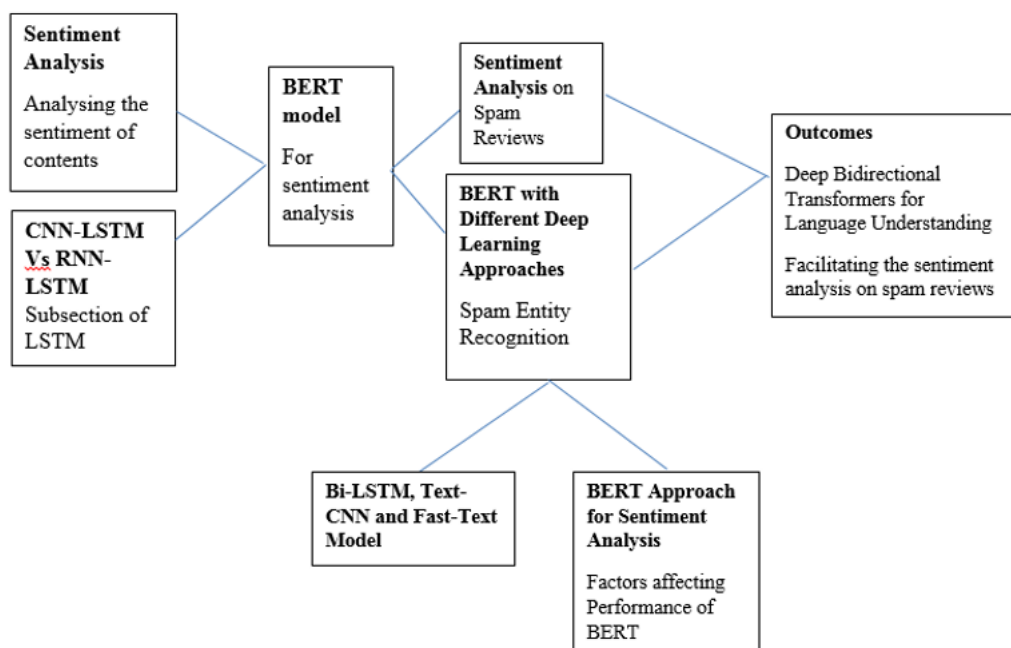 Sentiment
Analysis
Analysing the
sentiment of
contents
CNN-LSTM
Vs RNN-
LSTM
Subsection of
LSTM
BERT
model
For
sentiment
analysis
Sentiment
Analysis on
Spam
Reviews
BERT with
Different Deep
Learning
Approaches
Spam Entity
Recognition
Outcomes
Deep Bidirectional
Transformers for
Language Understanding
Facilitating the sentiment
analysis on spam reviews
Bi-LSTM, Text-
CNN and Fast-Text
Model
BERT Approach
for Sentiment
Analysis
Factors affecting
Performance of
BERT